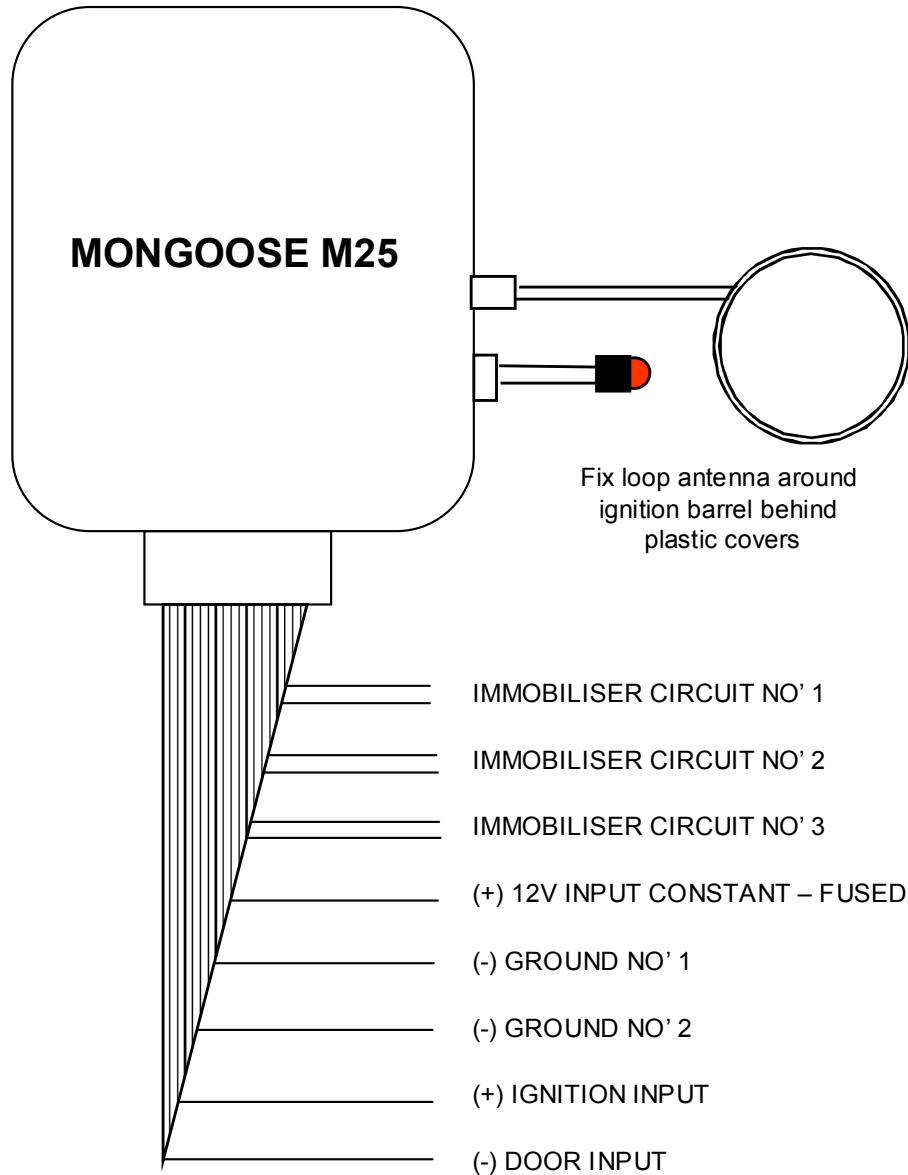 MONGOOSE M25
Fix loop antenna around
ignition barrel behind
plastic covers
IMMOBILISER CIRCUIT NO’ 1
IMMOBILISER CIRCUIT NO’ 2
IMMOBILISER CIRCUIT NO’ 3
(+) 12V INPUT CONSTANT – FUSED
(-) GROUND NO’ 1
(-) GROUND NO’ 2
(+) IGNITION INPUT
(-) DOOR INPUT